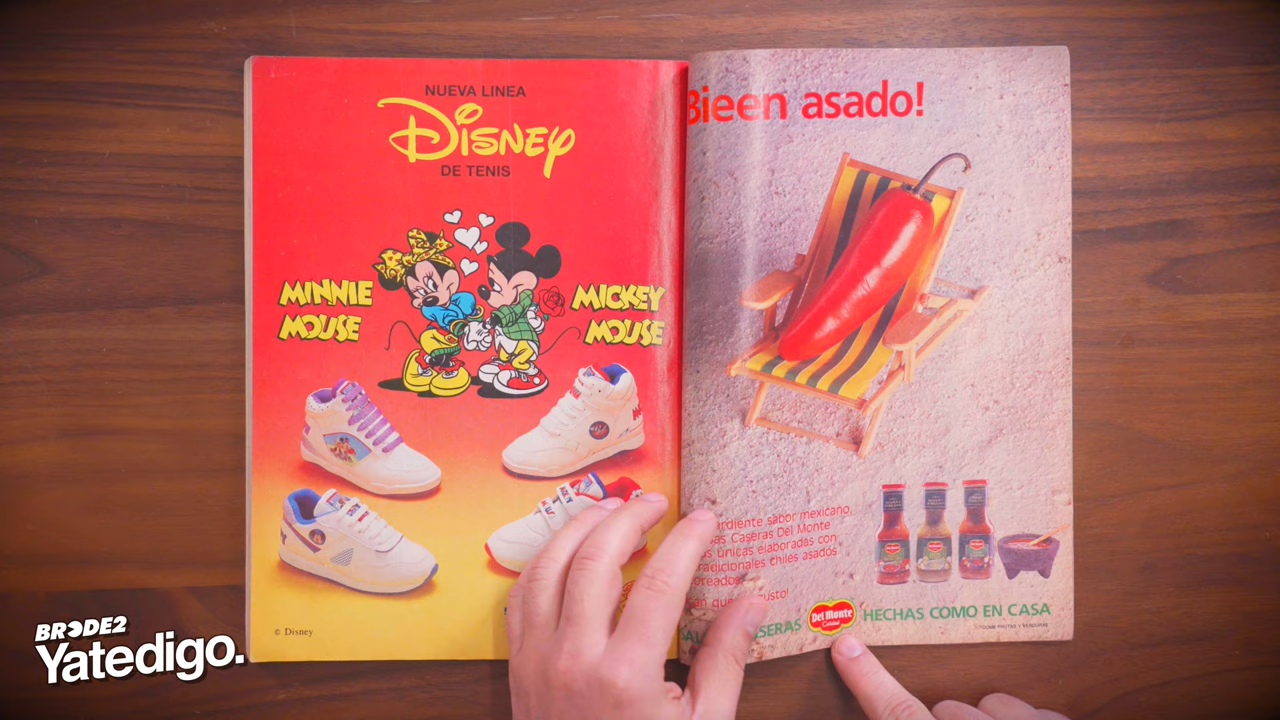 NUEVA LINEA
DISNEY
DE TENIS
MINNIE
MOUSE
MICKEY
MOUSE
© Disney
Bieen asado!
ardiente sabor mexicano,
Caseras Del Monte
únicas elaboradas con
tradicionales chiles asados
Del Monte
Calidad
HECHAS COMO EN CASA
BRODE2
Yatedigo.